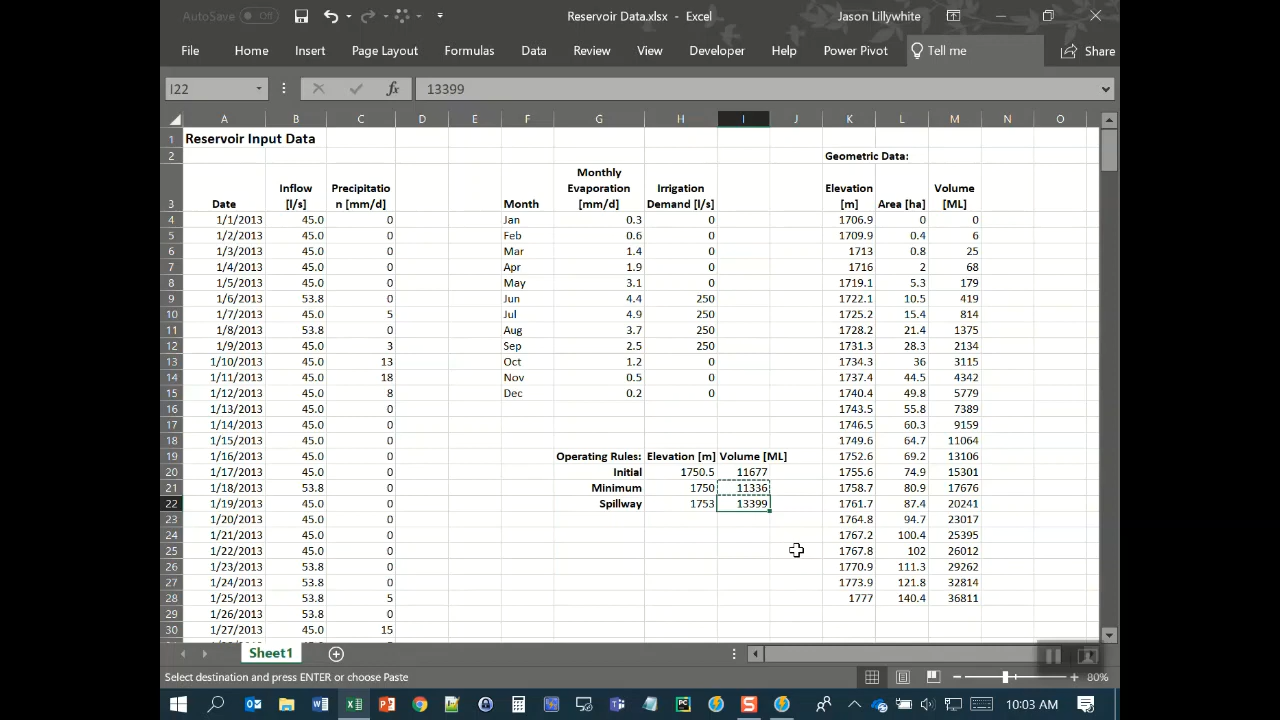 AutoSave Off Reservoir Data.xlsx - Excel Jason Lillywhite
File Home Insert Page Layout Formulas Data Review View Developer Help Power Pivot Tell me Share
I22 fx 13399
A B C D E F G H I J K L M N O
1 Reservoir Input Data
2 Geometric Data:
Monthly
Inflow Precipitatio Evaporation Irrigation Elevation Volume
3 Date [l/s] n [mm/d] Month [mm/d] Demand [l/s] [m] Area [ha] [ML]
4 1/1/2013 45.0 0 Jan 0.3 0 1706.9 0 0
5 1/2/2013 45.0 0 Feb 0.6 0 1709.9 0.4 6
6 1/3/2013 45.0 0 Mar 1.4 0 1713 0.8 25
7 1/4/2013 45.0 0 Apr 1.9 0 1716 2 68
8 1/5/2013 45.0 0 May 3.1 0 1719.1 5.3 179
9 1/6/2013 53.8 0 Jun 4.4 250 1722.1 10.5 419
10 1/7/2013 45.0 5 Jul 4.9 250 1725.2 15.4 814
11 1/8/2013 53.8 0 Aug 3.7 250 1728.2 21.4 1375
12 1/9/2013 45.0 3 Sep 2.5 250 1731.3 28.3 2134
13 1/10/2013 45.0 13 Oct 1.2 0 1734.3 36 3115
14 1/11/2013 45.0 18 Nov 0.5 0 1737.4 44.5 4342
15 1/12/2013 45.0 8 Dec 0.2 0 1740.4 49.8 5779
16 1/13/2013 45.0 0 1743.5 55.8 7389
17 1/14/2013 45.0 0 1746.5 60.3 9159
18 1/15/2013 45.0 0 1749.6 64.7 11064
19 1/16/2013 45.0 0 Operating Rules: Elevation [m] Volume [ML] 1752.6 69.2 13106
20 1/17/2013 45.0 0 Initial 1750.5 11677 1755.6 74.9 15301
21 1/18/2013 53.8 0 Minimum 1750 11336 1758.7 80.9 17676
22 1/19/2013 45.0 0 Spillway 1753 13399 1761.7 87.4 20241
23 1/20/2013 45.0 0 1764.8 94.7 23017
24 1/21/2013 45.0 0 1767.2 100.4 25395
25 1/22/2013 45.0 0 1767.8 102 26012
26 1/23/2013 53.8 0 1770.9 111.3 29262
27 1/24/2013 53.8 0 1773.9 121.8 32814
28 1/25/2013 53.8 5 1777 140.4 36811
29 1/26/2013 53.8 0
30 1/27/2013 45.0 15
Sheet1
Select destination and press ENTER or choose Paste 80%
10:03 AM